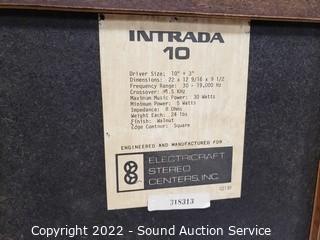 INTRADA
10
Driver Size: 10" + 3"
Dimensions: 22 x 12 9/16 x 9 1/2
Frequency Range: 30 - 19,000 Hz
Crossover: 1.5 KHz
Maximum Music Power: 30 Watts
Minimum Power: 5 Watts
Impedance: 8 Ohms
Weight Each: 24 lbs
Finish: Walnut
Edge Contour: Square
ENGINEERED AND MANUFACTURED FOR
ELECTRICRAFT
STEREO
CENTERS, INC.
318313
Copyright 2022 - Sound Auction Service